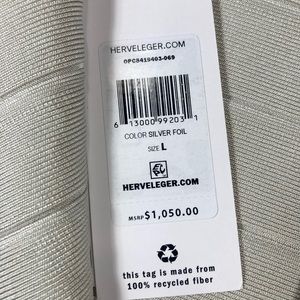 HERVELEGER.COM
OPC8419403-069
6 13000 99203 1
COLOR SILVER FOIL
SIZE L
HERVELEGER.COM
MSRP $1,050.00
this tag is made from
100% recycled fiber